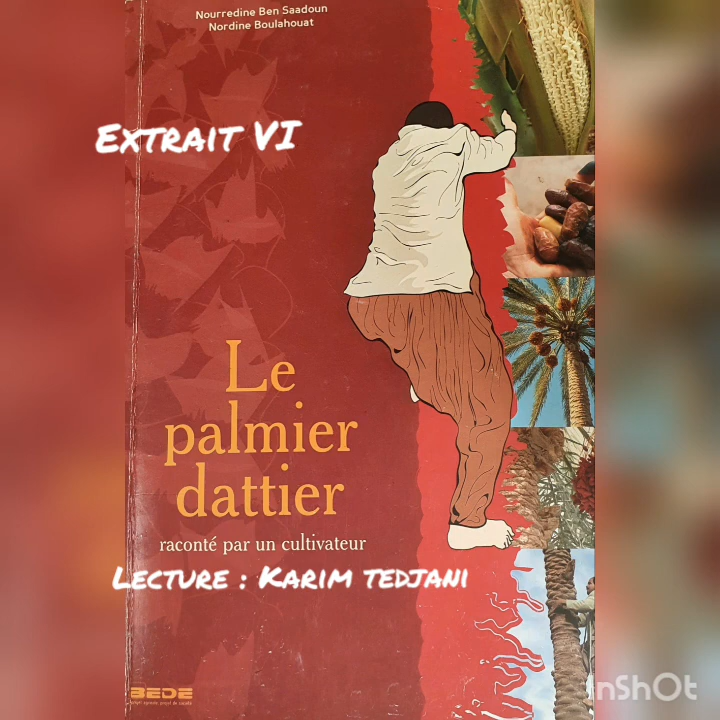 Nourredine Ben Saadoun
Nordine Boulahouat
EXTRAIT VI
Le
palmier
dattier
raconté par un cultivateur
LECTURE : KARIM TEDJANI
BEDE
InShOt